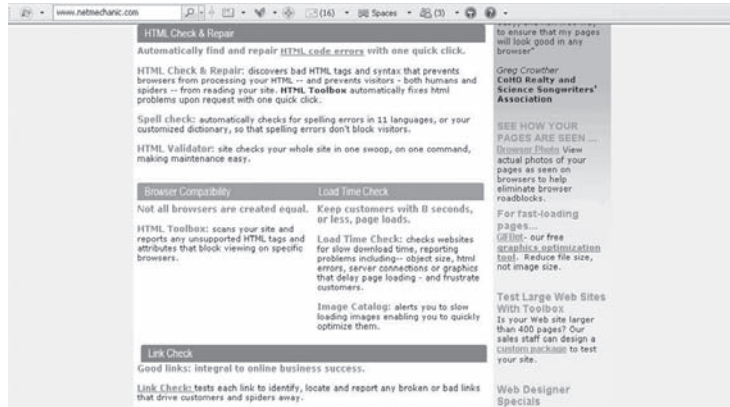 www.netmechanic.com
(16)
Spaces
(3)
HTML Check & Repair
Automatically find and repair HTML code errors with one quick click.
HTML Check & Repair: discovers bad HTML tags and syntax that prevents
browsers from processing your HTML -- and prevents visitors - both humans and
spiders -- from reading your site. HTML Toolbox automatically fixes html
problems upon request with one quick click.
Spell check: automatically checks for spelling errors in 11 languages, or your
customized dictionary, so that spelling errors don't block visitors.
HTML Validator: site checks your whole site in one swoop, on one command,
making maintenance easy.
Browser Compatibility
Not all browsers are created equal.
HTML Toolbox: scans your site and
reports any unsupported HTML tags and
attributes that block viewing on specific
browsers.
Load Time Check
Keep customers with 8 seconds,
or less, page loads.
Load Time Check: checks websites
for slow download time, reporting
problems including-- object size, html
errors, server connections or graphics
that delay page loading - and frustrate
customers.
Image Catalog: alerts you to slow
loading images enabling you to quickly
optimize them.
Link Check
Good links: integral to online business success.
Link Check: tests each link to identify, locate and report any broken or bad links
that drive customers and spiders away.
to ensure that my pages
will look good in any
browser"
Greg Crowther
CoHO Realty and
Science Songwriters'
Association
SEE HOW YOUR
PAGES ARE SEEN ...
Browser Photo View
actual photos of your
pages as seen on
browsers to help
eliminate browser
roadblocks.
For fast-loading
pages...
GIFBot- our free
graphics optimization
tool. Reduce file size,
not image size.
Test Large Web Sites
With Toolbox
Is your Web site larger
than 400 pages? Our
sales staff can design a
custom package to test
your site.
Web Designer
Specials